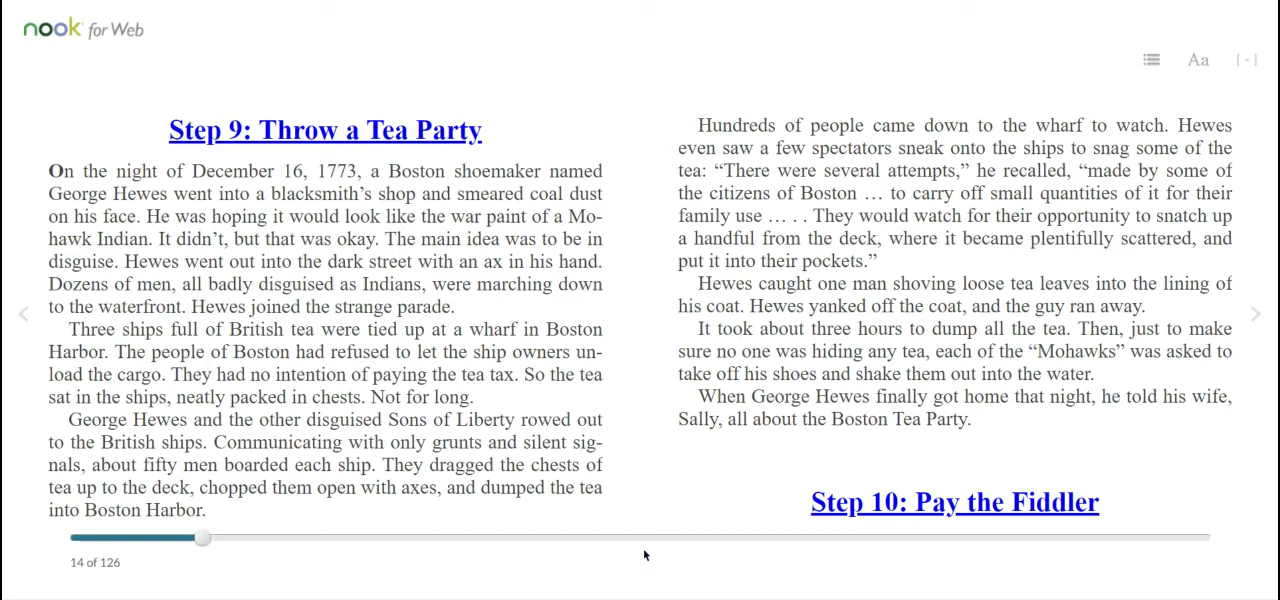 nook for Web
Aa
[ - ]
Step 9: Throw a Tea Party
On the night of December 16, 1773, a Boston shoemaker named
George Hewes went into a blacksmith’s shop and smeared coal dust
on his face. He was hoping it would look like the war paint of a Mo-
hawk Indian. It didn’t, but that was okay. The main idea was to be in
disguise. Hewes went out into the dark street with an ax in his hand.
Dozens of men, all badly disguised as Indians, were marching down
to the waterfront. Hewes joined the strange parade.
Three ships full of British tea were tied up at a wharf in Boston
Harbor. The people of Boston had refused to let the ship owners un-
load the cargo. They had no intention of paying the tea tax. So the tea
sat in the ships, neatly packed in chests. Not for long.
George Hewes and the other disguised Sons of Liberty rowed out
to the British ships. Communicating with only grunts and silent sig-
nals, about fifty men boarded each ship. They dragged the chests of
tea up to the deck, chopped them open with axes, and dumped the tea
into Boston Harbor.
Hundreds of people came down to the wharf to watch. Hewes
even saw a few spectators sneak onto the ships to snag some of the
tea: “There were several attempts,” he recalled, “made by some of
the citizens of Boston … to carry off small quantities of it for their
family use … . . They would watch for their opportunity to snatch up
a handful from the deck, where it became plentifully scattered, and
put it into their pockets.”
Hewes caught one man shoving loose tea leaves into the lining of
his coat. Hewes yanked off the coat, and the guy ran away.
It took about three hours to dump all the tea. Then, just to make
sure no one was hiding any tea, each of the “Mohawks” was asked to
take off his shoes and shake them out into the water.
When George Hewes finally got home that night, he told his wife,
Sally, all about the Boston Tea Party.
Step 10: Pay the Fiddler
14 of 126